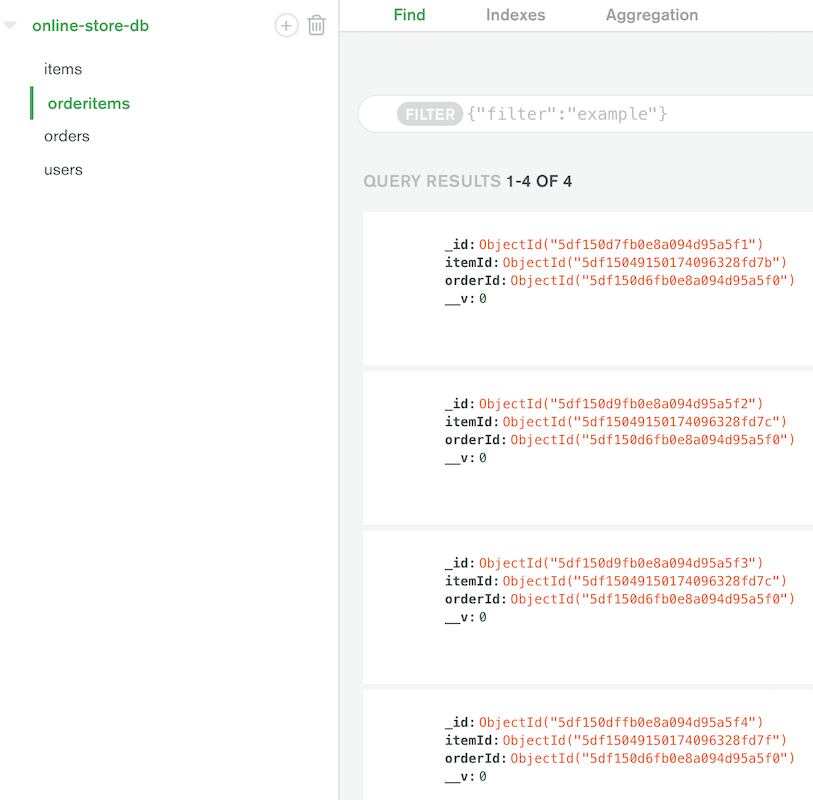 online-store-db
items
orderitems
orders
users
Find Indexes Aggregation
FILTER {"filter":"example"}
QUERY RESULTS 1-4 OF 4
_id: ObjectId("5df150d7fb0e8a094d95a5f1")
itemId: ObjectId("5df15049150174096328fd7b")
orderId: ObjectId("5df150d6fb0e8a094d95a5f0")
__v: 0
_id: ObjectId("5df150d9fb0e8a094d95a5f2")
itemId: ObjectId("5df15049150174096328fd7c")
orderId: ObjectId("5df150d6fb0e8a094d95a5f0")
__v: 0
_id: ObjectId("5df150d9fb0e8a094d95a5f3")
itemId: ObjectId("5df15049150174096328fd7c")
orderId: ObjectId("5df150d6fb0e8a094d95a5f0")
__v: 0
_id: ObjectId("5df150dffb0e8a094d95a5f4")
itemId: ObjectId("5df15049150174096328fd7f")
orderId: ObjectId("5df150d6fb0e8a094d95a5f0")
__v: 0